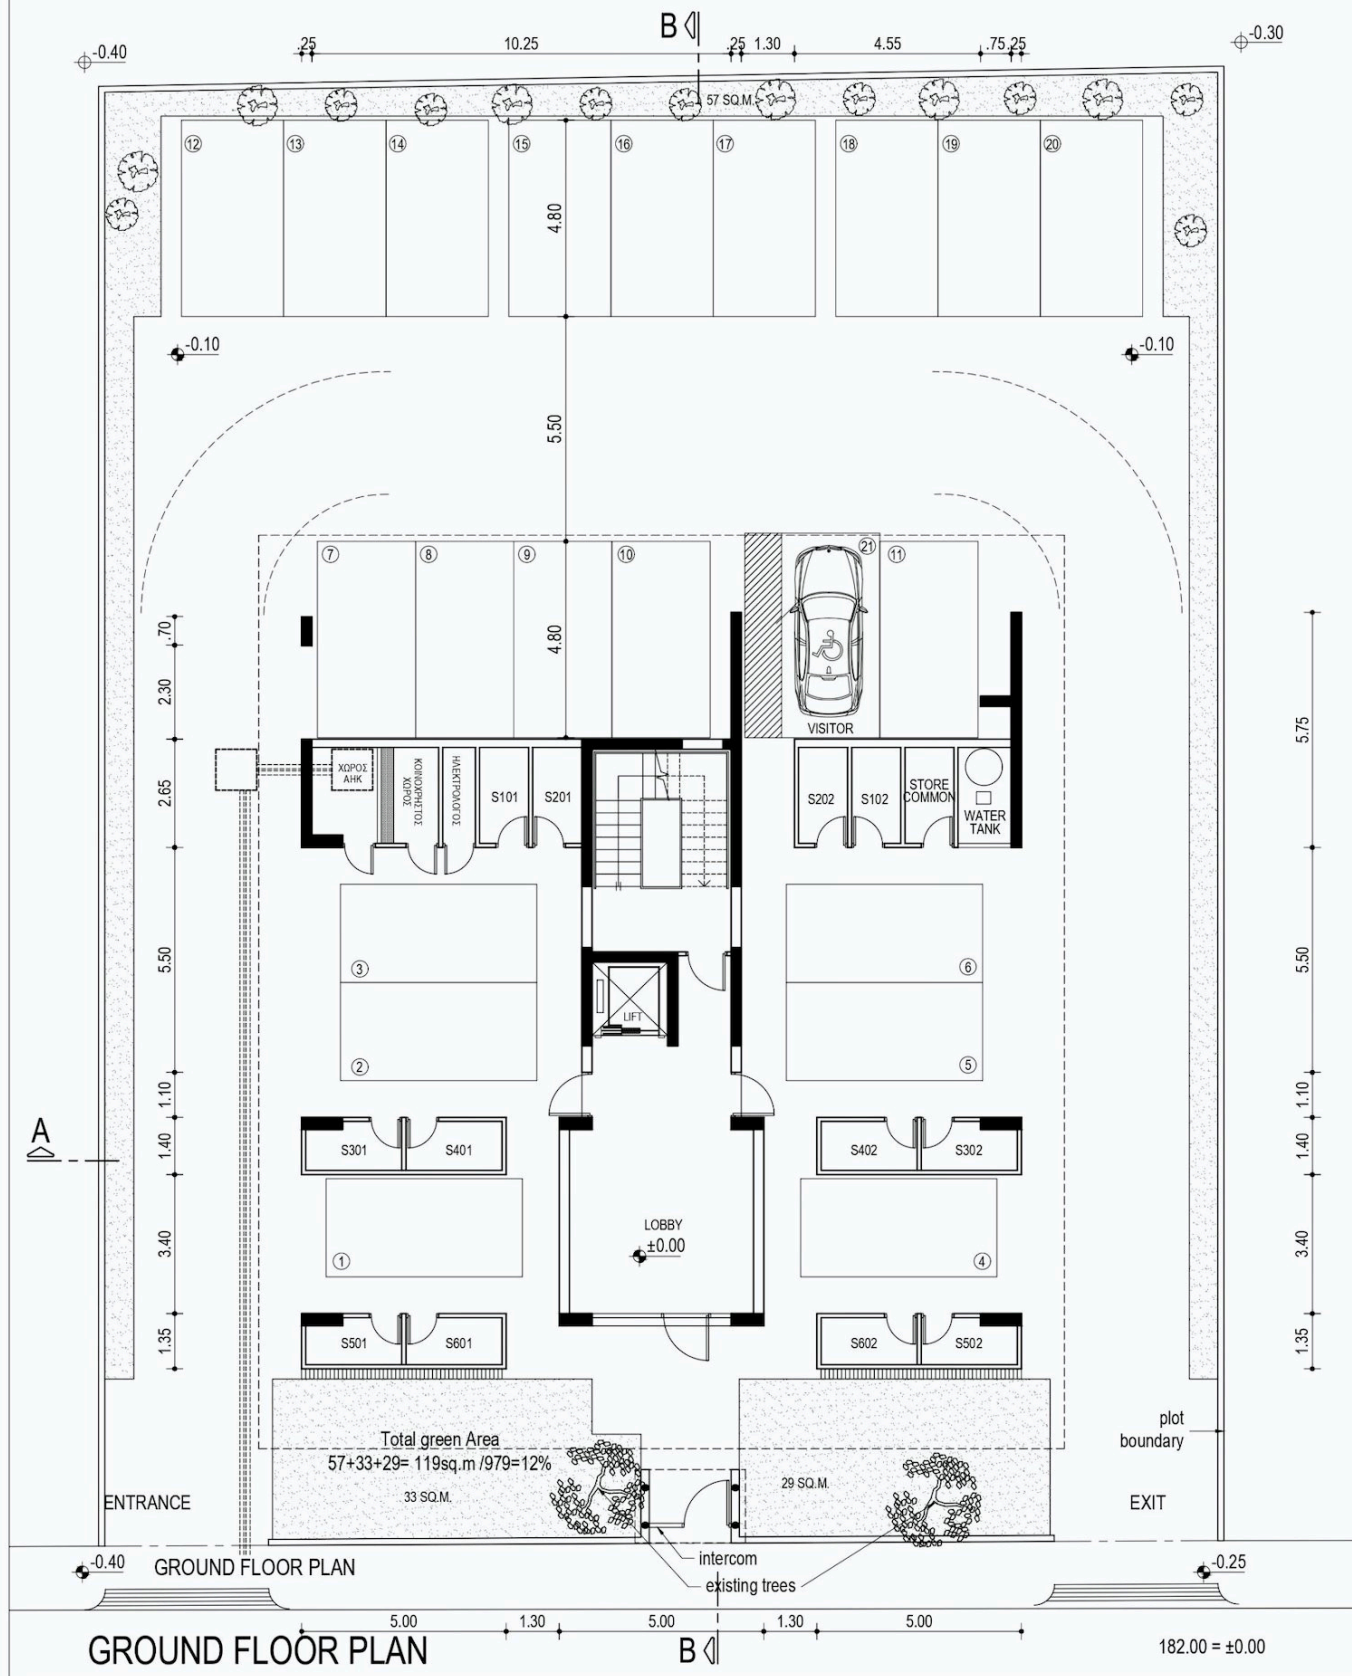 B
-0.40
-0.30
.25
10.25
.25
1.30
4.55
.75
.25
57 SQ.M.
12
13
14
15
16
17
18
19
20
4.80
-0.10
-0.10
5.50
7
8
9
10
21
11
4.80
VISITOR
.70
2.30
2.65
5.50
1.10
1.40
3.40
1.35
5.75
5.50
1.10
1.40
3.40
1.35
ΧΩΡΟΣ
ΑΗΚ
ΚΟΙΝΟΧΡΗΣΤΟΣ
ΧΩΡΟΣ
ΗΛΕΚΤΡΟΛΟΓΟΣ
S101
S201
S202
S102
STORE
COMMON
WATER
TANK
3
2
6
5
LIFT
A
S301
S401
S402
S302
LOBBY
±0.00
1
4
S501
S601
S602
S502
Total green Area
57+33+29= 119sq.m /979=12%
33 SQ.M.
29 SQ.M.
plot
boundary
ENTRANCE
EXIT
intercom
existing trees
-0.40
GROUND FLOOR PLAN
-0.25
5.00
1.30
5.00
1.30
5.00
GROUND FLOOR PLAN
B
182.00 = ±0.00